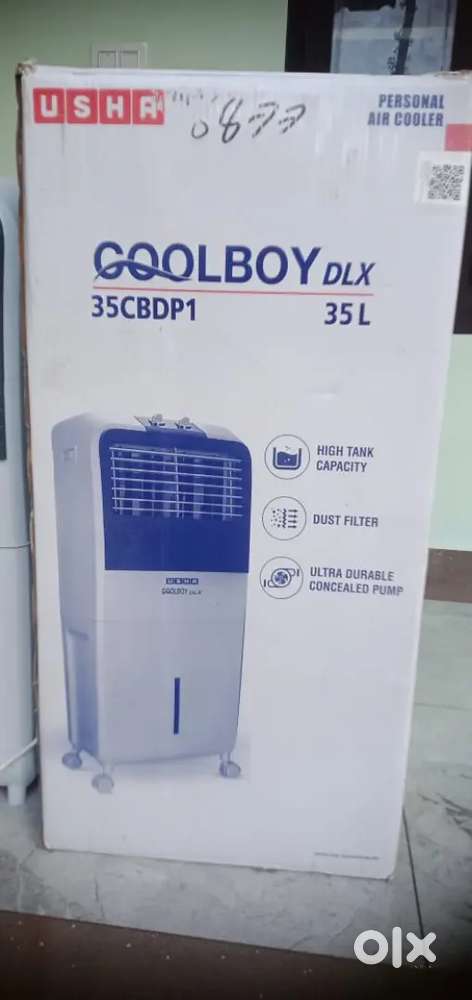 USHA
PERSONAL
AIR COOLER
COOLBOY DLX
35CBDP1
35 L
HIGH TANK
CAPACITY
DUST FILTER
ULTRA DURABLE
CONCEALED PUMP
USHA
COOLBOY DLX
olx